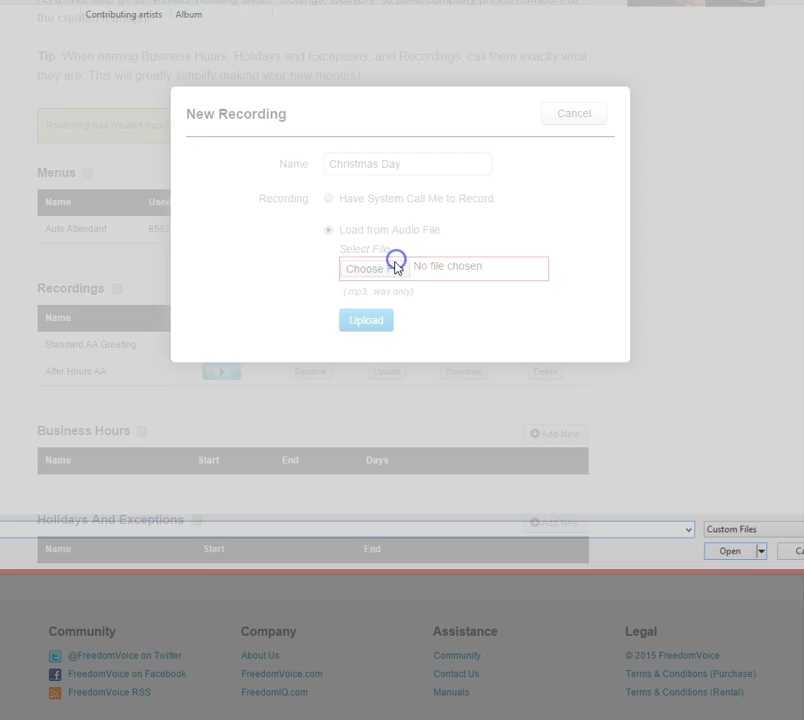 Contributing artists Album
the created menu(s).
Tip: When naming Business Hours, Holidays and Exceptions, and Recordings, call them exactly what
they are. This will greatly simplify making your new menu(s).
New Recording Cancel
Recording was created succ
Name Christmas Day
Menus
Recording Have System Call Me to Record
Name Used
Auto Attendant 8582
Load from Audio File
Select File
Choose No file chosen
Recordings
(.mp3, .wav only)
Name
Upload
Standard AA Greeting
After Hours AA Rename Update Download Delete
Business Hours Add New
Name Start End Days
Holidays And Exceptions Add New
Custom Files
Name Start End
Open Ca
Community Company Assistance Legal
@FreedomVoice on Twitter About Us Community © 2015 FreedomVoice
FreedomVoice on Facebook FreedomVoice.com Contact Us Terms & Conditions (Purchase)
FreedomVoice RSS FreedomIQ.com Manuals Terms & Conditions (Rental)